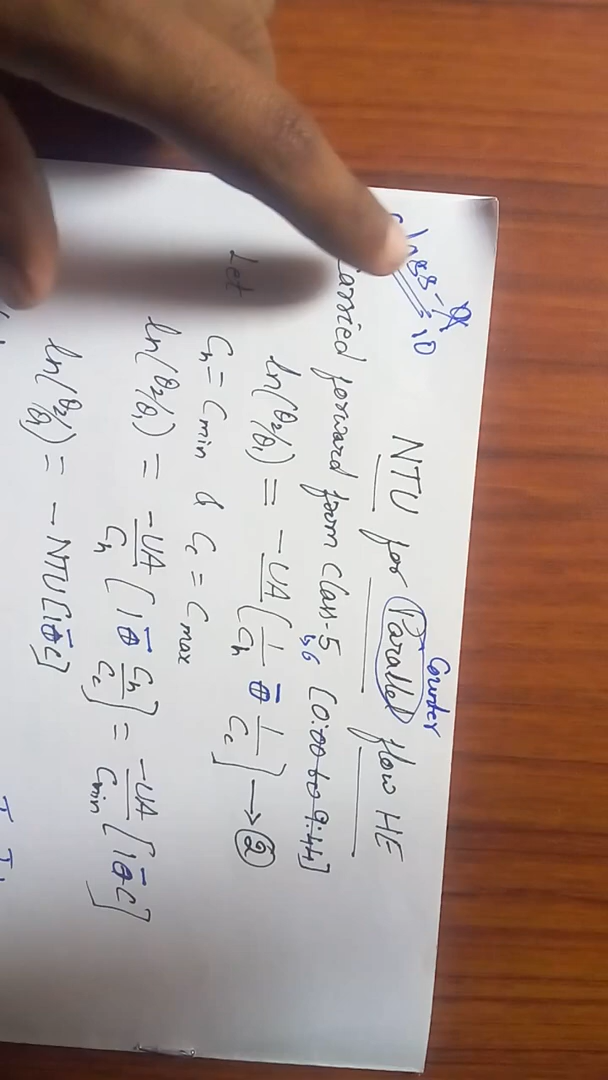 class-10
NTU for Parallel flow HE
Counter
Carried forward from class-5 [0.00 to 9.44]
5,6
ln(θ2/θ1) = -UA [1/Ch - 1/Cc] → ②
Let Ch = Cmin & Cc = Cmax
ln(θ2/θ1) = -UA/Ch [1 - Ch/Cc] = -UA/Cmin [1 - C]
ln(θ2/θ1) = -NTU [1 - C]